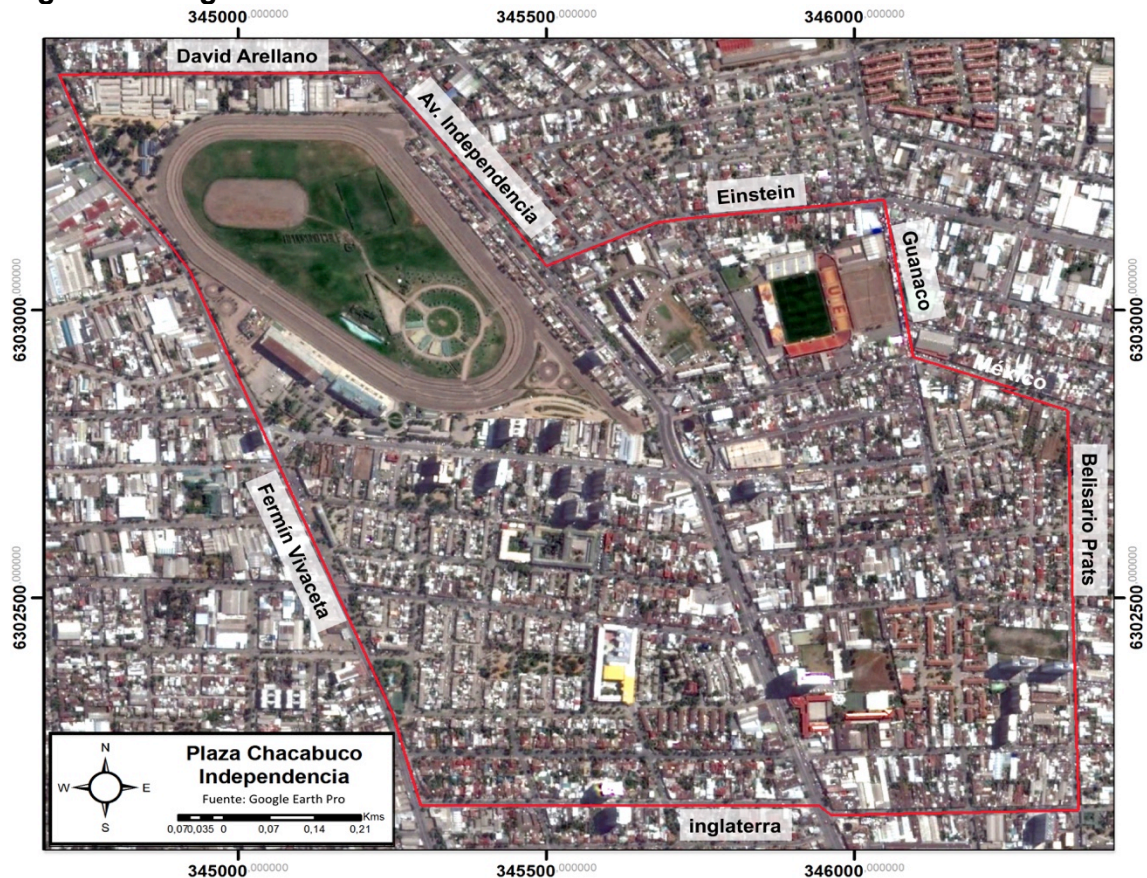 345000,000000 345500,000000 346000,000000
David Arellano
Av. Independencia
Einstein
Guanaco
6303000,000000
6303000,000000
México
Belisario Prats
Fermín Vivaceta
6302500,000000
6302500,000000
N
W E
S
Plaza Chacabuco
Independencia
Fuente: Google Earth Pro
Kms
0,070,035 0 0,07 0,14 0,21
inglaterra
345000,000000 345500,000000 346000,000000